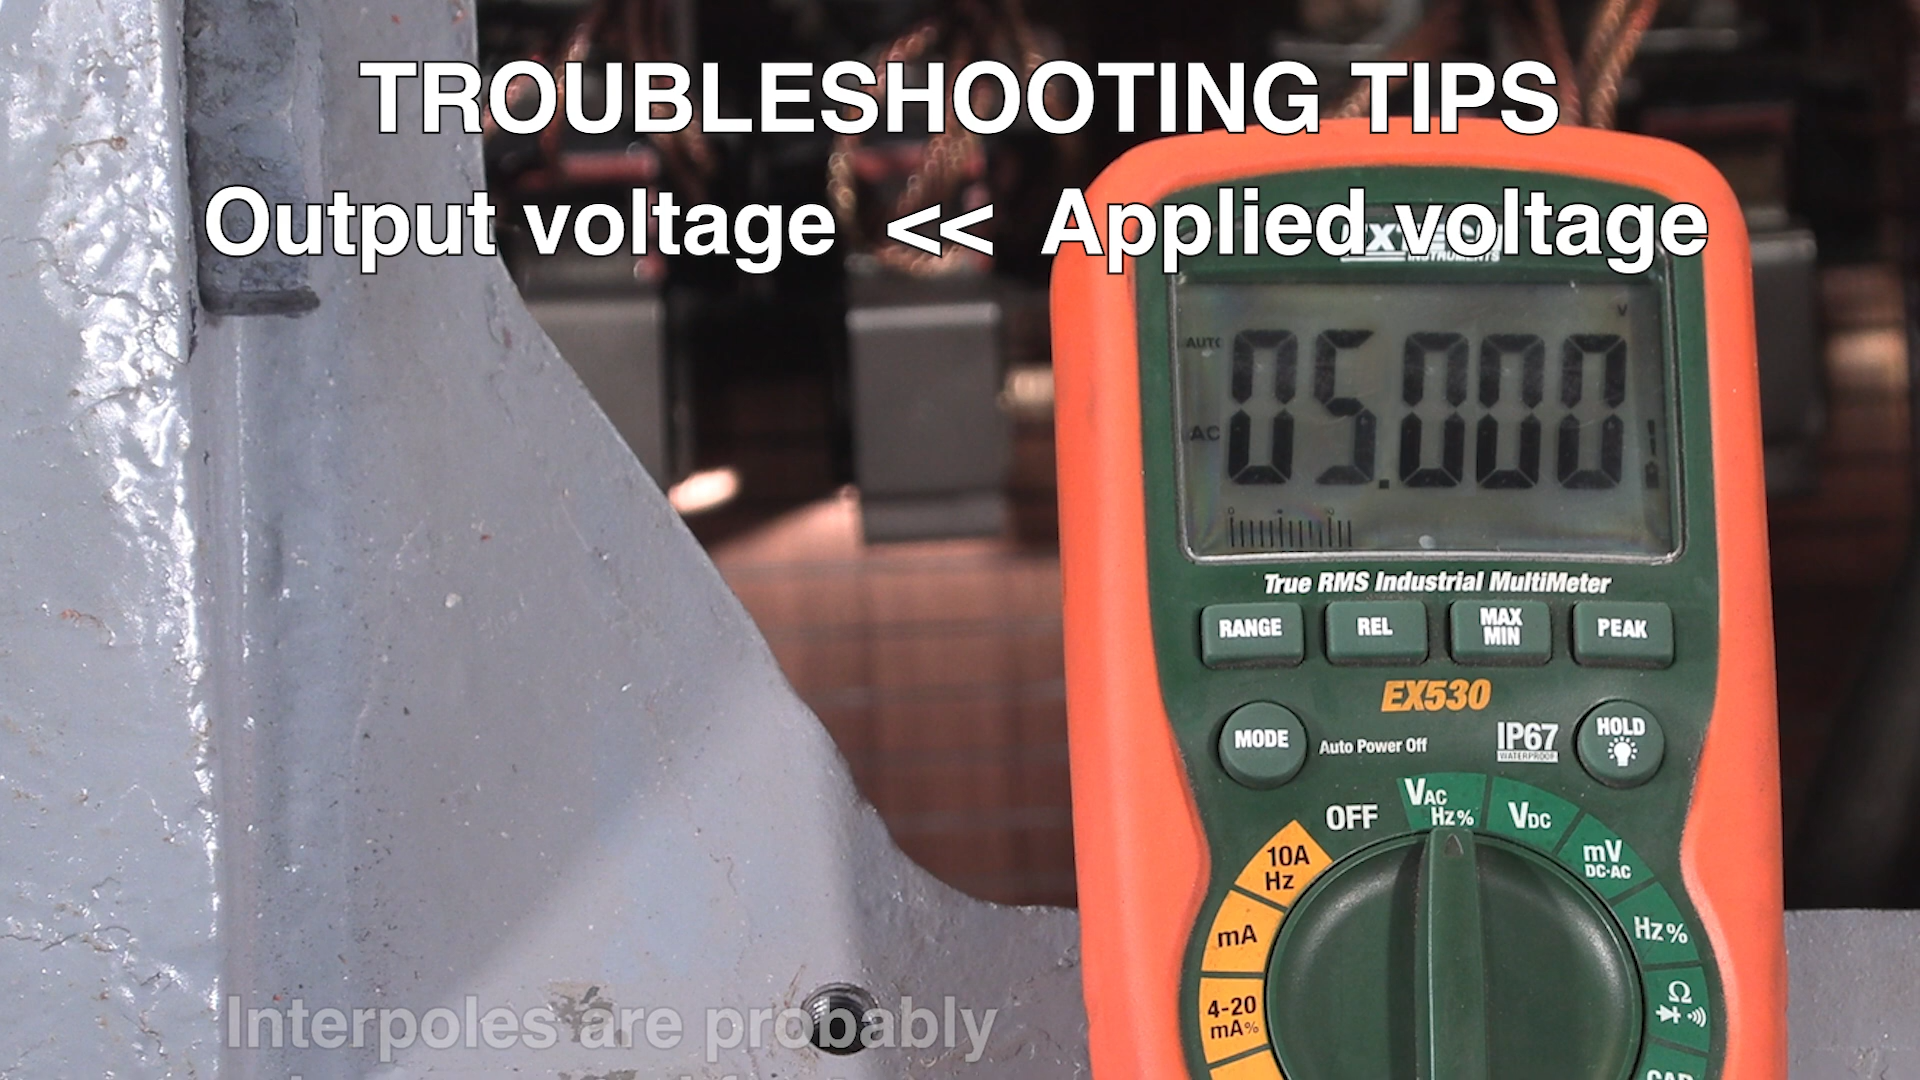 TROUBLESHOOTING TIPS
Output voltage << Applied voltage
INSTRUMENTS
V
AUTO
AC
05.000
True RMS Industrial MultiMeter
RANGE
REL
MAX
MIN
PEAK
EX530
MODE
Auto Power Off
IP67
WATERPROOF
HOLD
OFF
VAC
Hz%
VDC
mV
DC·AC
Hz%
Ω
10A
Hz
mA
4-20
mA%
Interpoles are probably